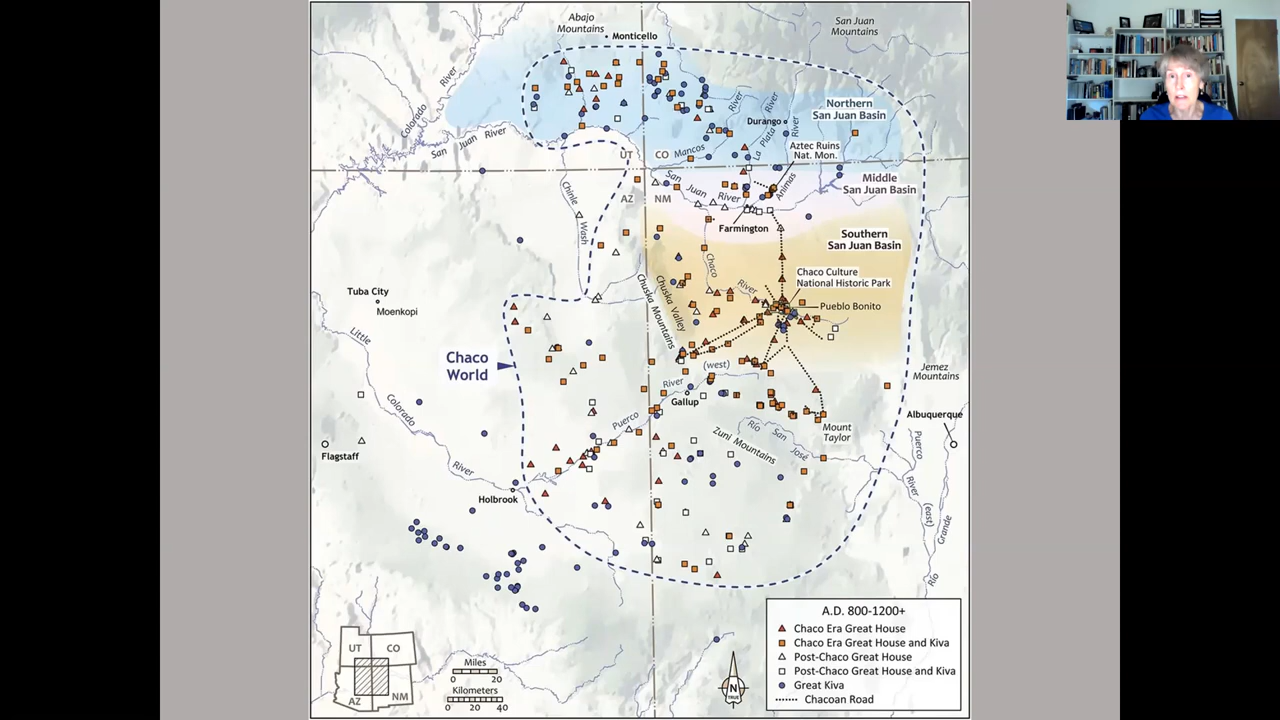 Abajo
Mountains
Monticello
San Juan
Mountains
Colorado
River
San Juan River
UT
CO
AZ
NM
Mancos
River
La Plata
River
Durango
River
Northern
San Juan Basin
Aztec Ruins
Nat. Mon.
Animas
Middle
San Juan Basin
San
Juan
River
Farmington
Chinle
Wash
Southern
San Juan Basin
Chaco
River
Chaco Culture
National Historic Park
Pueblo Bonito
Chuska Valley
Chuska Mountains
Tuba City
Moenkopi
Little
Colorado
River
Chaco
World
Jemez
Mountains
(west)
River
Puerco
Gallup
Albuquerque
Mount
Taylor
Rio
San
José
Zuni Mountains
Flagstaff
Holbrook
Puerco
River
(east)
Rio
Grande
UT
CO
AZ
NM
Miles
0
20
Kilometers
0
20
40
N
TRUE
A.D. 800-1200+
Chaco Era Great House
Chaco Era Great House and Kiva
Post-Chaco Great House
Post-Chaco Great House and Kiva
Great Kiva
Chacoan Road